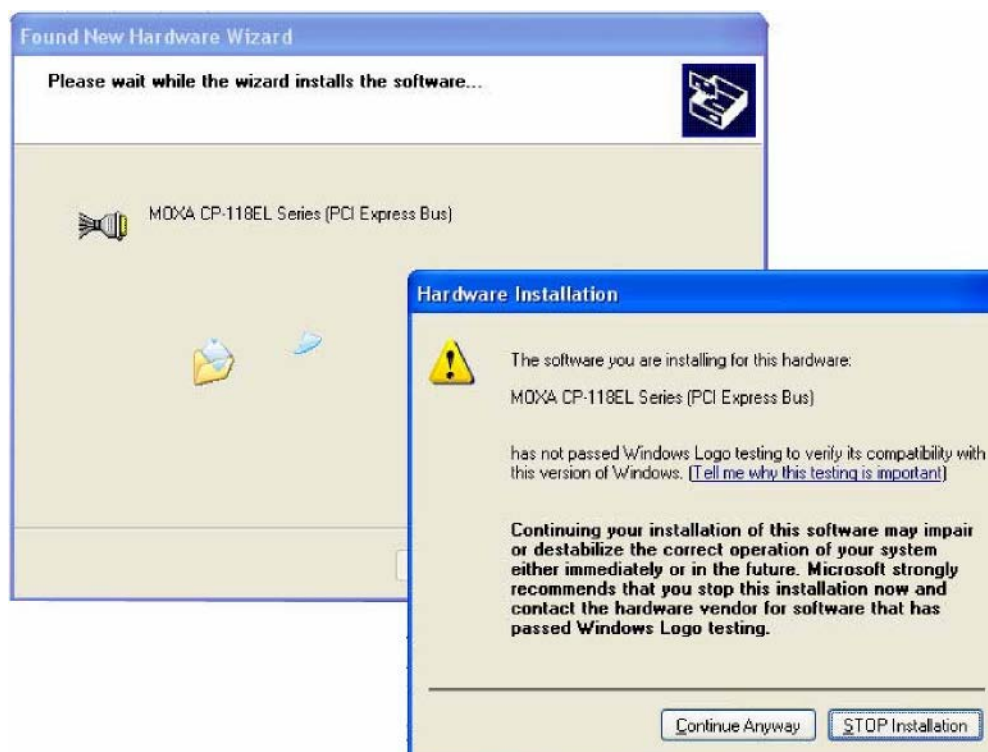 Found New Hardware Wizard
Please wait while the wizard installs the software...
MOXA CP-118EL Series (PCI Express Bus)
Hardware Installation
The software you are installing for this hardware:
MOXA CP-118EL Series (PCI Express Bus)
has not passed Windows Logo testing to verify its compatibility with
this version of Windows. (Tell me why this testing is important)
Continuing your installation of this software may impair
or destabilize the correct operation of your system
either immediately or in the future. Microsoft strongly
recommends that you stop this installation now and
contact the hardware vendor for software that has
passed Windows Logo testing.
Continue Anyway
STOP Installation